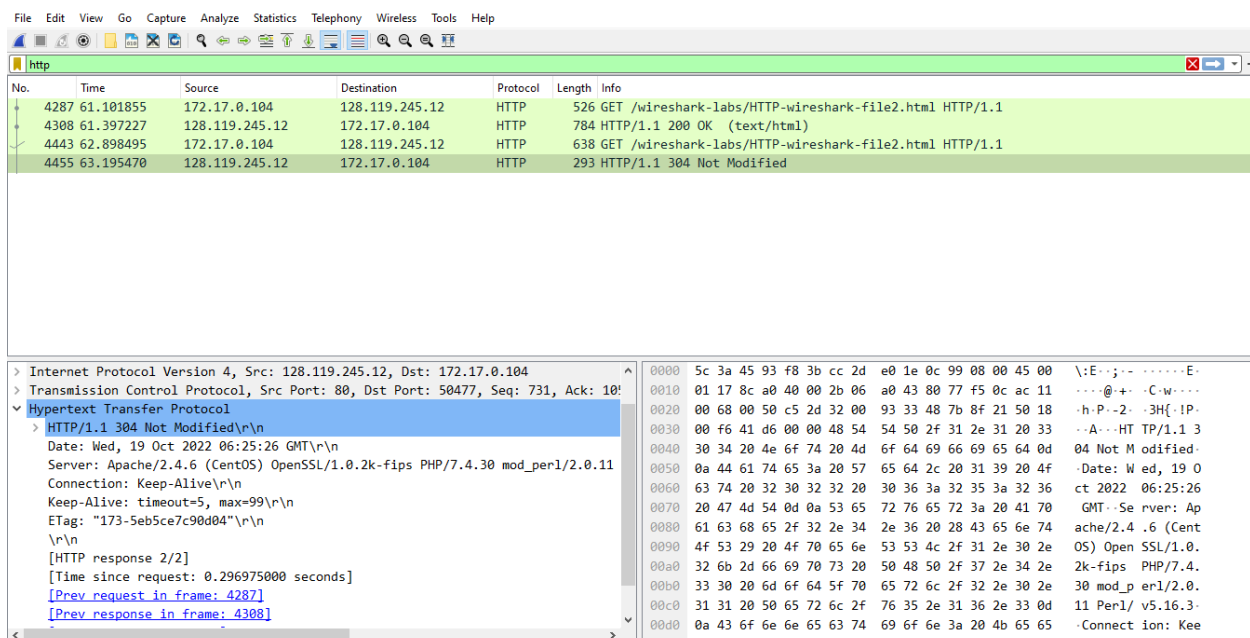 File Edit View Go Capture Analyze Statistics Telephony Wireless Tools Help
http
No. Time Source Destination Protocol Length Info
4287 61.101855 172.17.0.104 128.119.245.12 HTTP 526 GET /wireshark-labs/HTTP-wireshark-file2.html HTTP/1.1
4308 61.397227 128.119.245.12 172.17.0.104 HTTP 784 HTTP/1.1 200 OK (text/html)
4443 62.898495 172.17.0.104 128.119.245.12 HTTP 638 GET /wireshark-labs/HTTP-wireshark-file2.html HTTP/1.1
4455 63.195470 128.119.245.12 172.17.0.104 HTTP 293 HTTP/1.1 304 Not Modified
Internet Protocol Version 4, Src: 128.119.245.12, Dst: 172.17.0.104
Transmission Control Protocol, Src Port: 80, Dst Port: 50477, Seq: 731, Ack: 105
Hypertext Transfer Protocol
HTTP/1.1 304 Not Modified\r\n
Date: Wed, 19 Oct 2022 06:25:26 GMT\r\n
Server: Apache/2.4.6 (CentOS) OpenSSL/1.0.2k-fips PHP/7.4.30 mod_perl/2.0.11
Connection: Keep-Alive\r\n
Keep-Alive: timeout=5, max=99\r\n
ETag: "173-5eb5ce7c90d04"\r\n
\r\n
[HTTP response 2/2]
[Time since request: 0.296975000 seconds]
[Prev request in frame: 4287]
[Prev response in frame: 4308]
0000 5c 3a 45 93 f8 3b cc 2d e0 1e 0c 99 08 00 45 00 \:E··;·- ······E·
0010 01 17 8c a0 40 00 2b 06 a0 43 80 77 f5 0c ac 11 ····@·+· ·C·w····
0020 00 68 00 50 c5 2d 32 00 93 33 48 7b 8f 21 50 18 ·h·P·-2· ·3H{·!P·
0030 00 f6 41 d6 00 00 48 54 54 50 2f 31 2e 31 20 33 ··A···HT TP/1.1 3
0040 30 34 20 4e 6f 74 20 4d 6f 64 69 66 69 65 64 0d 04 Not M odified·
0050 0a 44 61 74 65 3a 20 57 65 64 2c 20 31 39 20 4f ·Date: W ed, 19 O
0060 63 74 20 32 30 32 32 20 30 36 3a 32 35 3a 32 36 ct 2022 06:25:26
0070 20 47 4d 54 0d 0a 53 65 72 76 65 72 3a 20 41 70 GMT··Se rver: Ap
0080 61 63 68 65 2f 32 2e 34 2e 36 20 28 43 65 6e 74 ache/2.4 .6 (Cent
0090 4f 53 29 20 4f 70 65 6e 53 53 4c 2f 31 2e 30 2e OS) Open SSL/1.0.
00a0 32 6b 2d 66 69 70 73 20 50 48 50 2f 37 2e 34 2e 2k-fips PHP/7.4.
00b0 33 30 20 6d 6f 64 5f 70 65 72 6c 2f 32 2e 30 2e 30 mod_p erl/2.0.
00c0 31 31 20 50 65 72 6c 2f 76 35 2e 31 36 2e 33 0d 11 Perl/ v5.16.3·
00d0 0a 43 6f 6e 6e 65 63 74 69 6f 6e 3a 20 4b 65 65 ·Connect ion: Kee